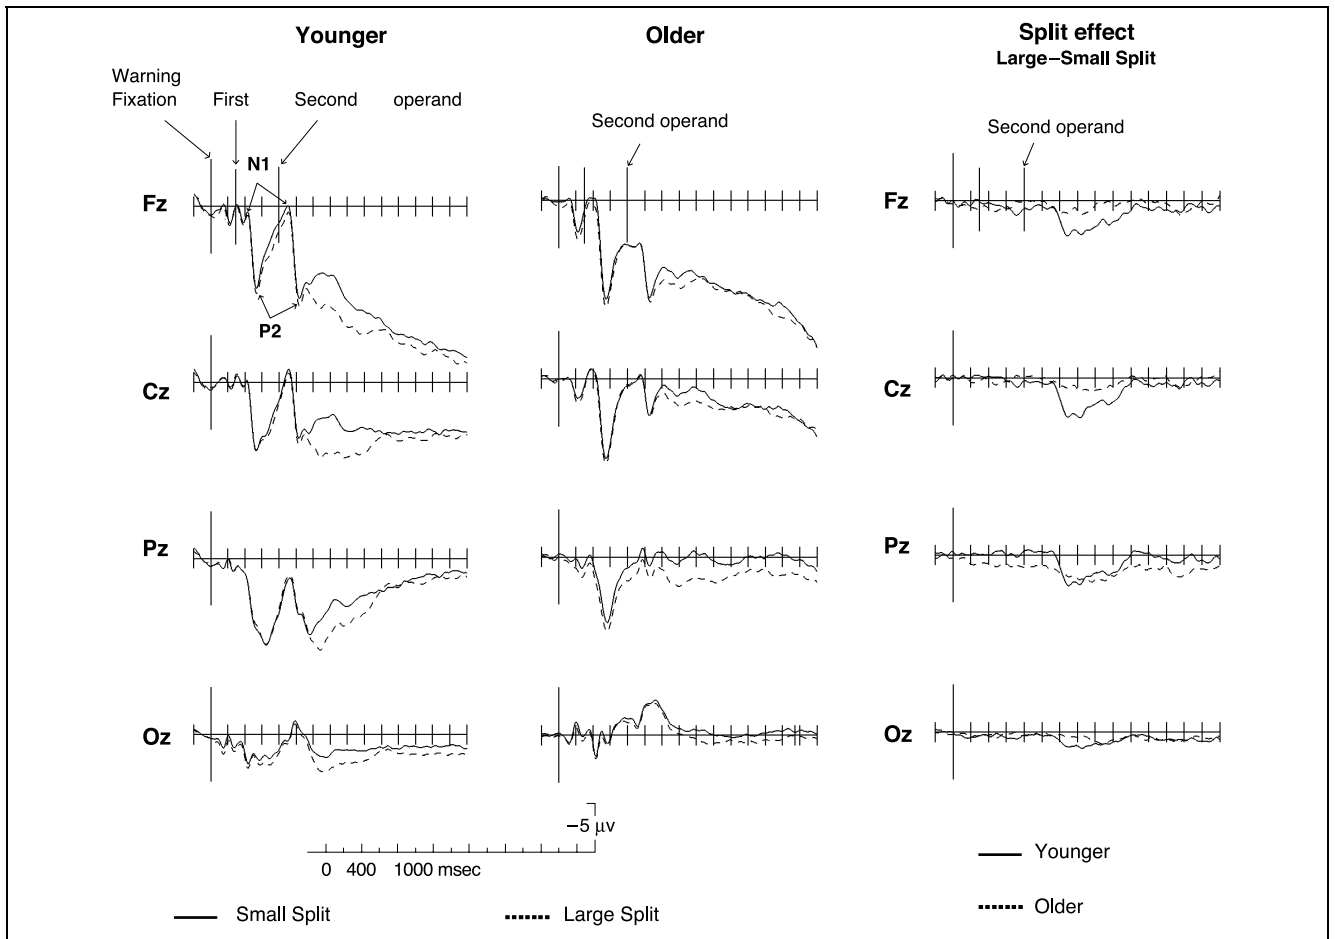 Younger
Older
Split effect
Large–Small Split
Warning
Fixation
First
Second operand
Second operand
Second operand
N1
Fz
Fz
P2
Cz
Cz
Pz
Pz
Oz
Oz
−5 μv
0 400 1000 msec
Small Split
Large Split
Younger
Older